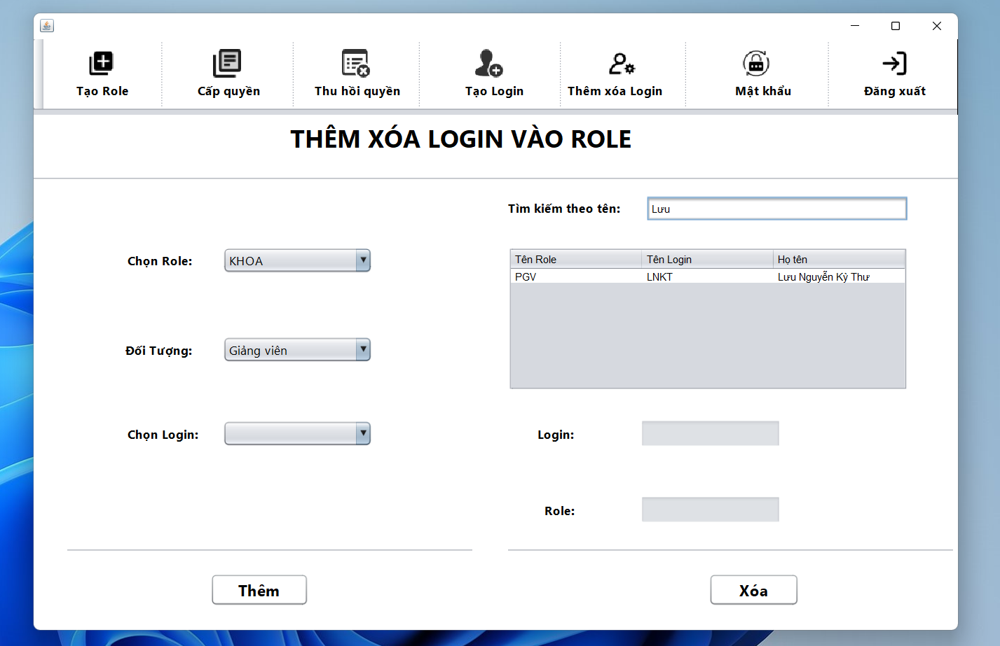 Tạo Role
Cấp quyền
Thu hồi quyền
Tạo Login
Thêm xóa Login
Mật khẩu
Đăng xuất
THÊM XÓA LOGIN VÀO ROLE
Tìm kiếm theo tên:
Lưu
Chọn Role:
KHOA
Tên Role Tên Login Họ tên
PGV LNKT Lưu Nguyễn Kỳ Thư
Đối Tượng:
Giảng viên
Chọn Login:
Login:
Role:
Thêm
Xóa